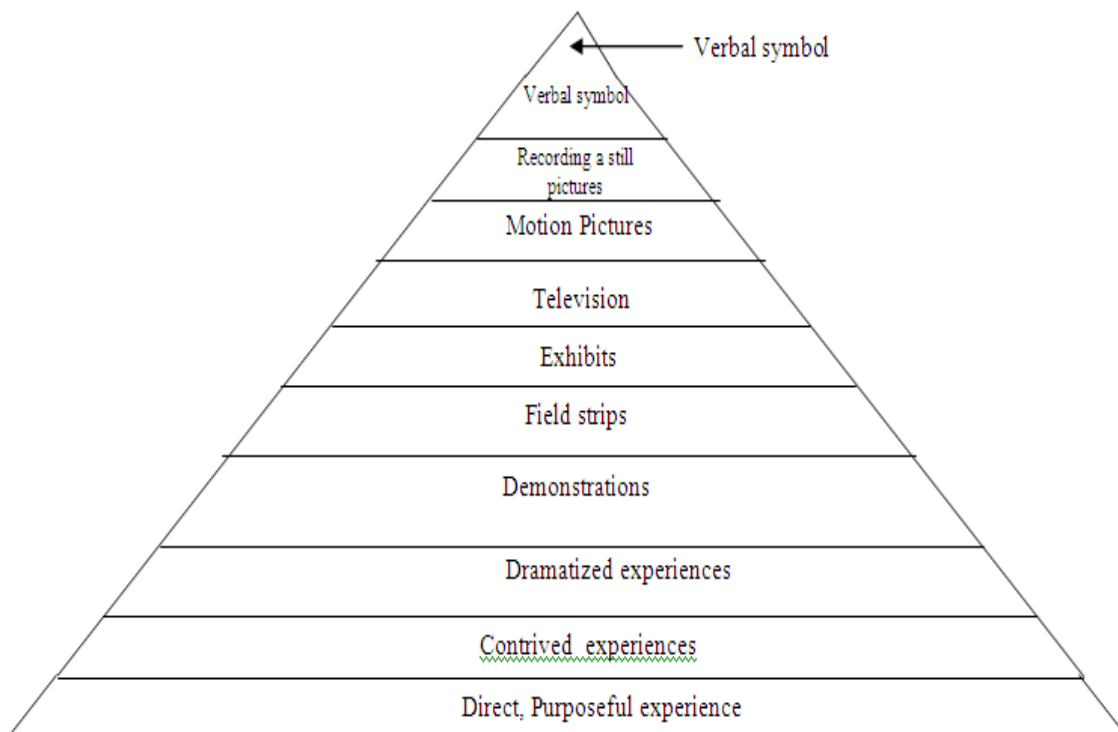 Verbal symbol
Verbal symbol
Recording a still
pictures
Motion Pictures
Television
Exhibits
Field strips
Demonstrations
Dramatized experiences
Contrived experiences
Direct, Purposeful experience